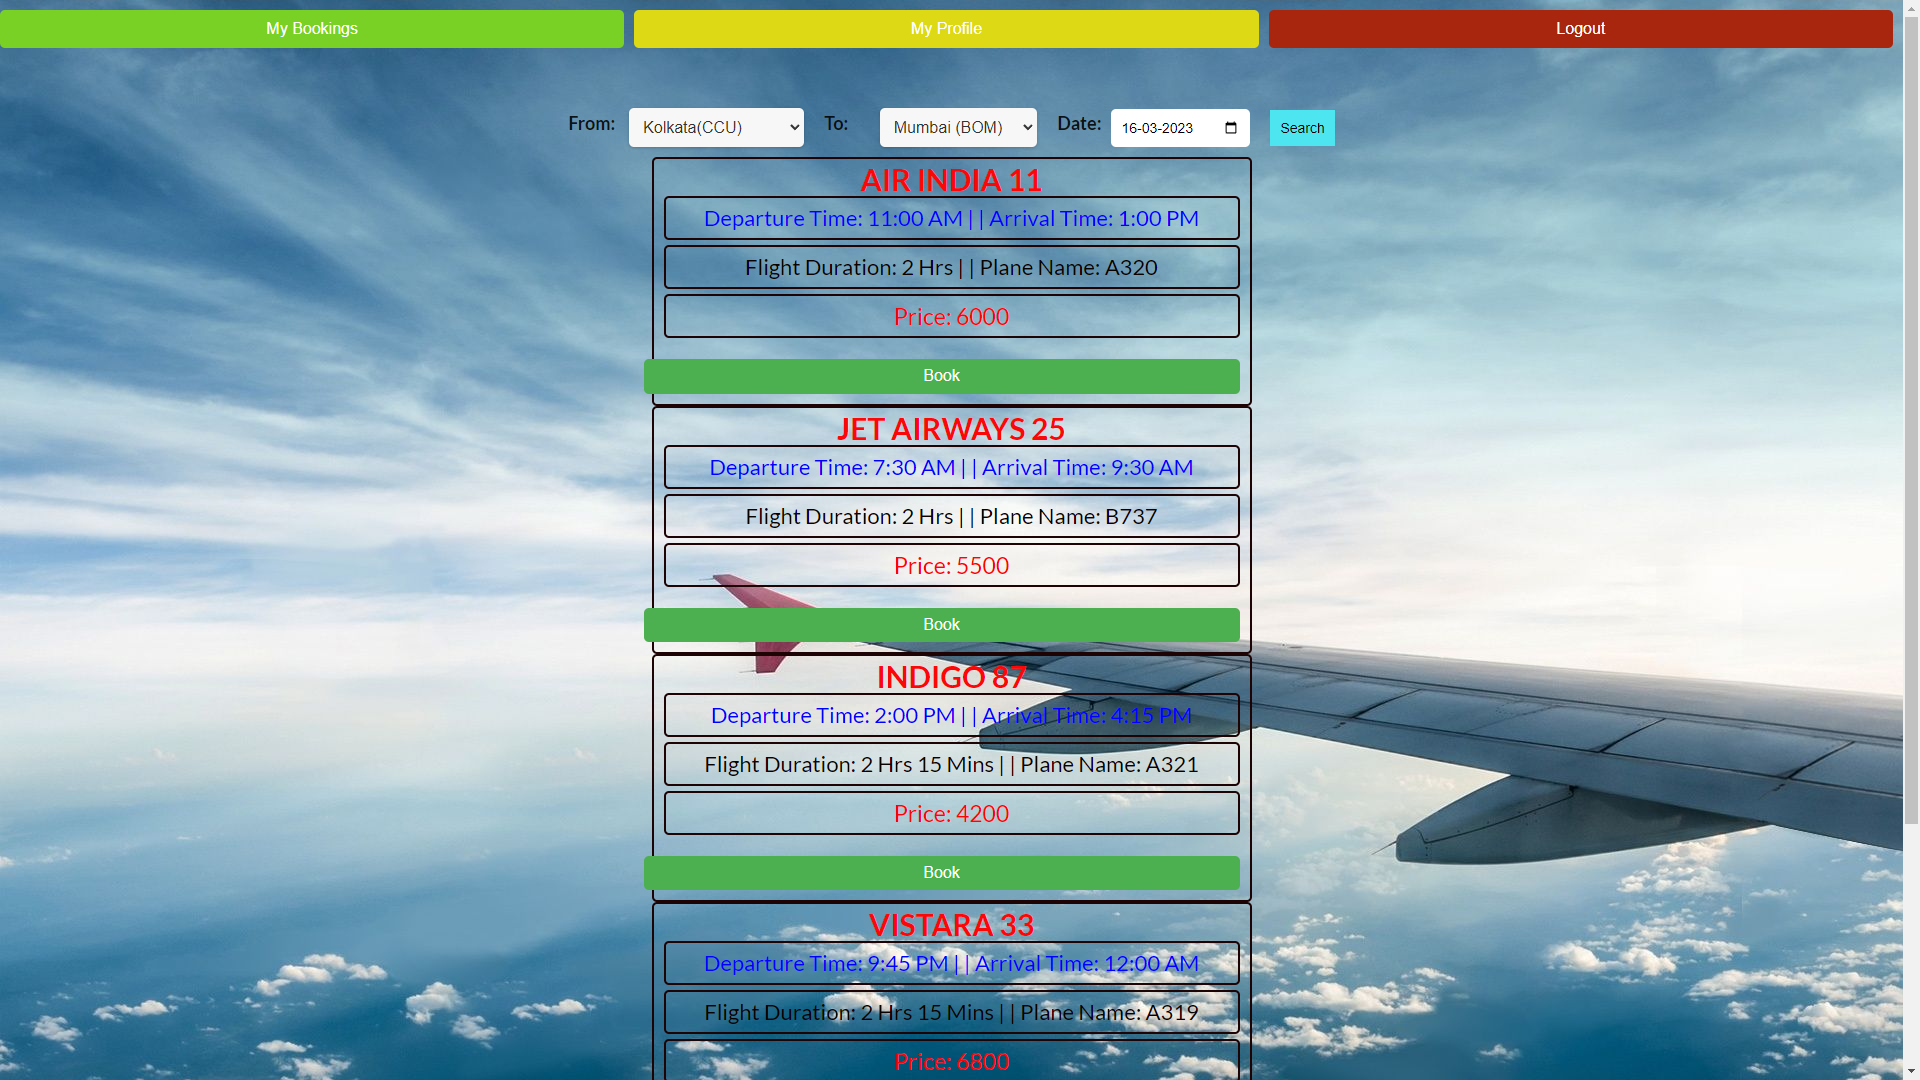 My Bookings My Profile Logout
From: Kolkata(CCU) To: Mumbai (BOM) Date: 16-03-2023 Search
AIR INDIA 11
Departure Time: 11:00 AM | | Arrival Time: 1:00 PM
Flight Duration: 2 Hrs | | Plane Name: A320
Price: 6000
Book
JET AIRWAYS 25
Departure Time: 7:30 AM | | Arrival Time: 9:30 AM
Flight Duration: 2 Hrs | | Plane Name: B737
Price: 5500
Book
INDIGO 87
Departure Time: 2:00 PM | | Arrival Time: 4:15 PM
Flight Duration: 2 Hrs 15 Mins | | Plane Name: A321
Price: 4200
Book
VISTARA 33
Departure Time: 9:45 PM | | Arrival Time: 12:00 AM
Flight Duration: 2 Hrs 15 Mins | | Plane Name: A319
Price: 6800